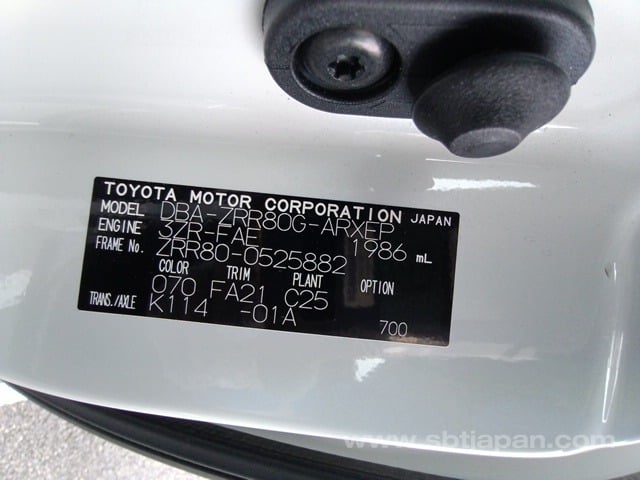 TOYOTA MOTOR CORPORATION JAPAN
MODEL DBA-ZRR80G-ARXEP
ENGINE 3ZR-FAE 1986 mL
FRAME No. ZRR80-0525882
COLOR TRIM PLANT OPTION
070 FA21 C25
TRANS./AXLE K114 -01A 700
www.sbtjapan.com